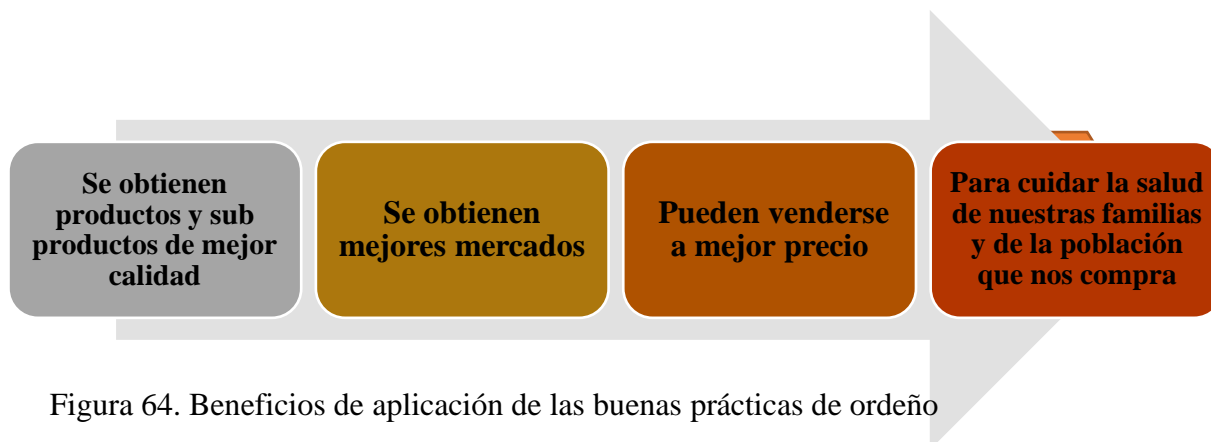 Se obtienen
productos y sub
productos de mejor
calidad
Se obtienen
mejores mercados
Pueden venderse
a mejor precio
Para cuidar la salud
de nuestras familias
y de la población
que nos compra
Figura 64. Beneficios de aplicación de las buenas prácticas de ordeño